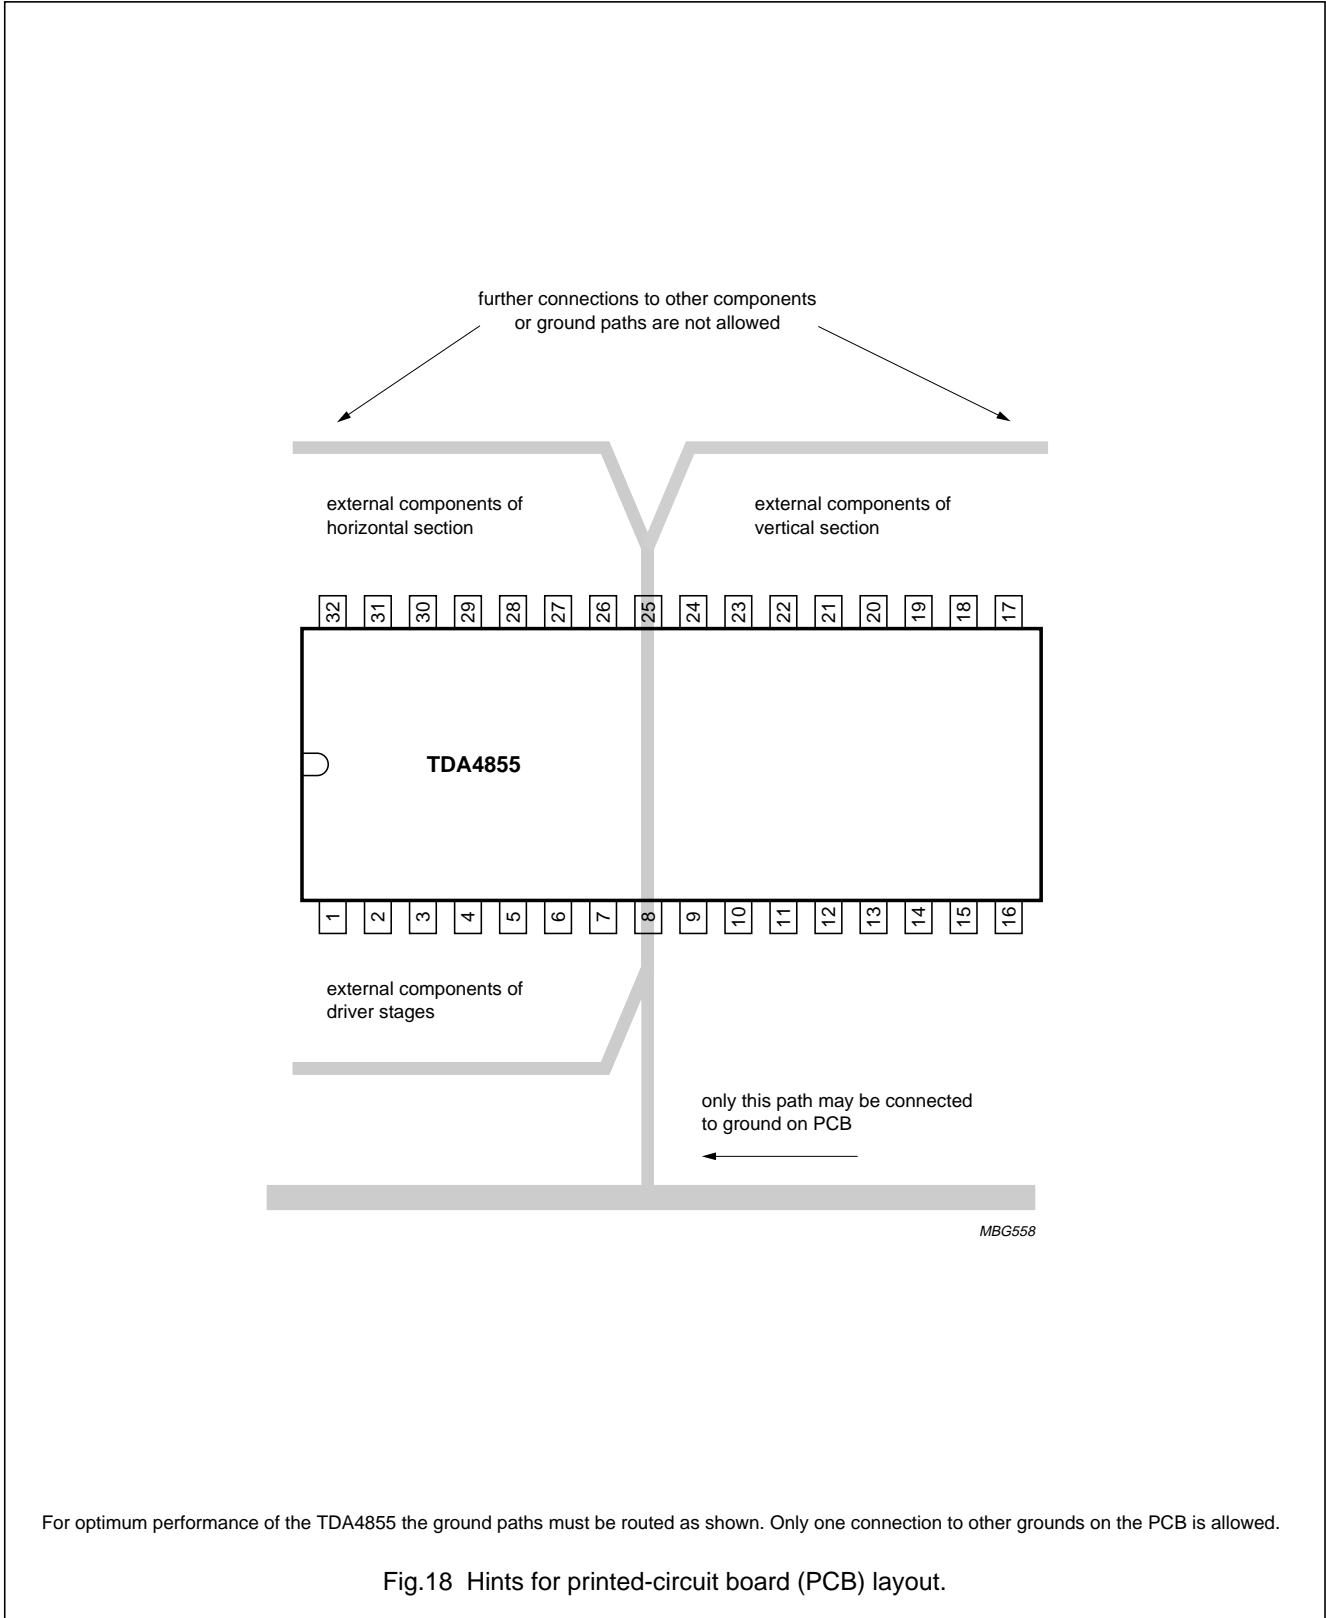 further connections to other components
or ground paths are not allowed
external components of
horizontal section
external components of
vertical section
32 31 30 29 28 27 26 25 24 23 22 21 20 19 18 17
TDA4855
1 2 3 4 5 6 7 8 9 10 11 12 13 14 15 16
external components of
driver stages
only this path may be connected
to ground on PCB
MBG558
For optimum performance of the TDA4855 the ground paths must be routed as shown. Only one connection to other grounds on the PCB is allowed.
Fig.18 Hints for printed-circuit board (PCB) layout.